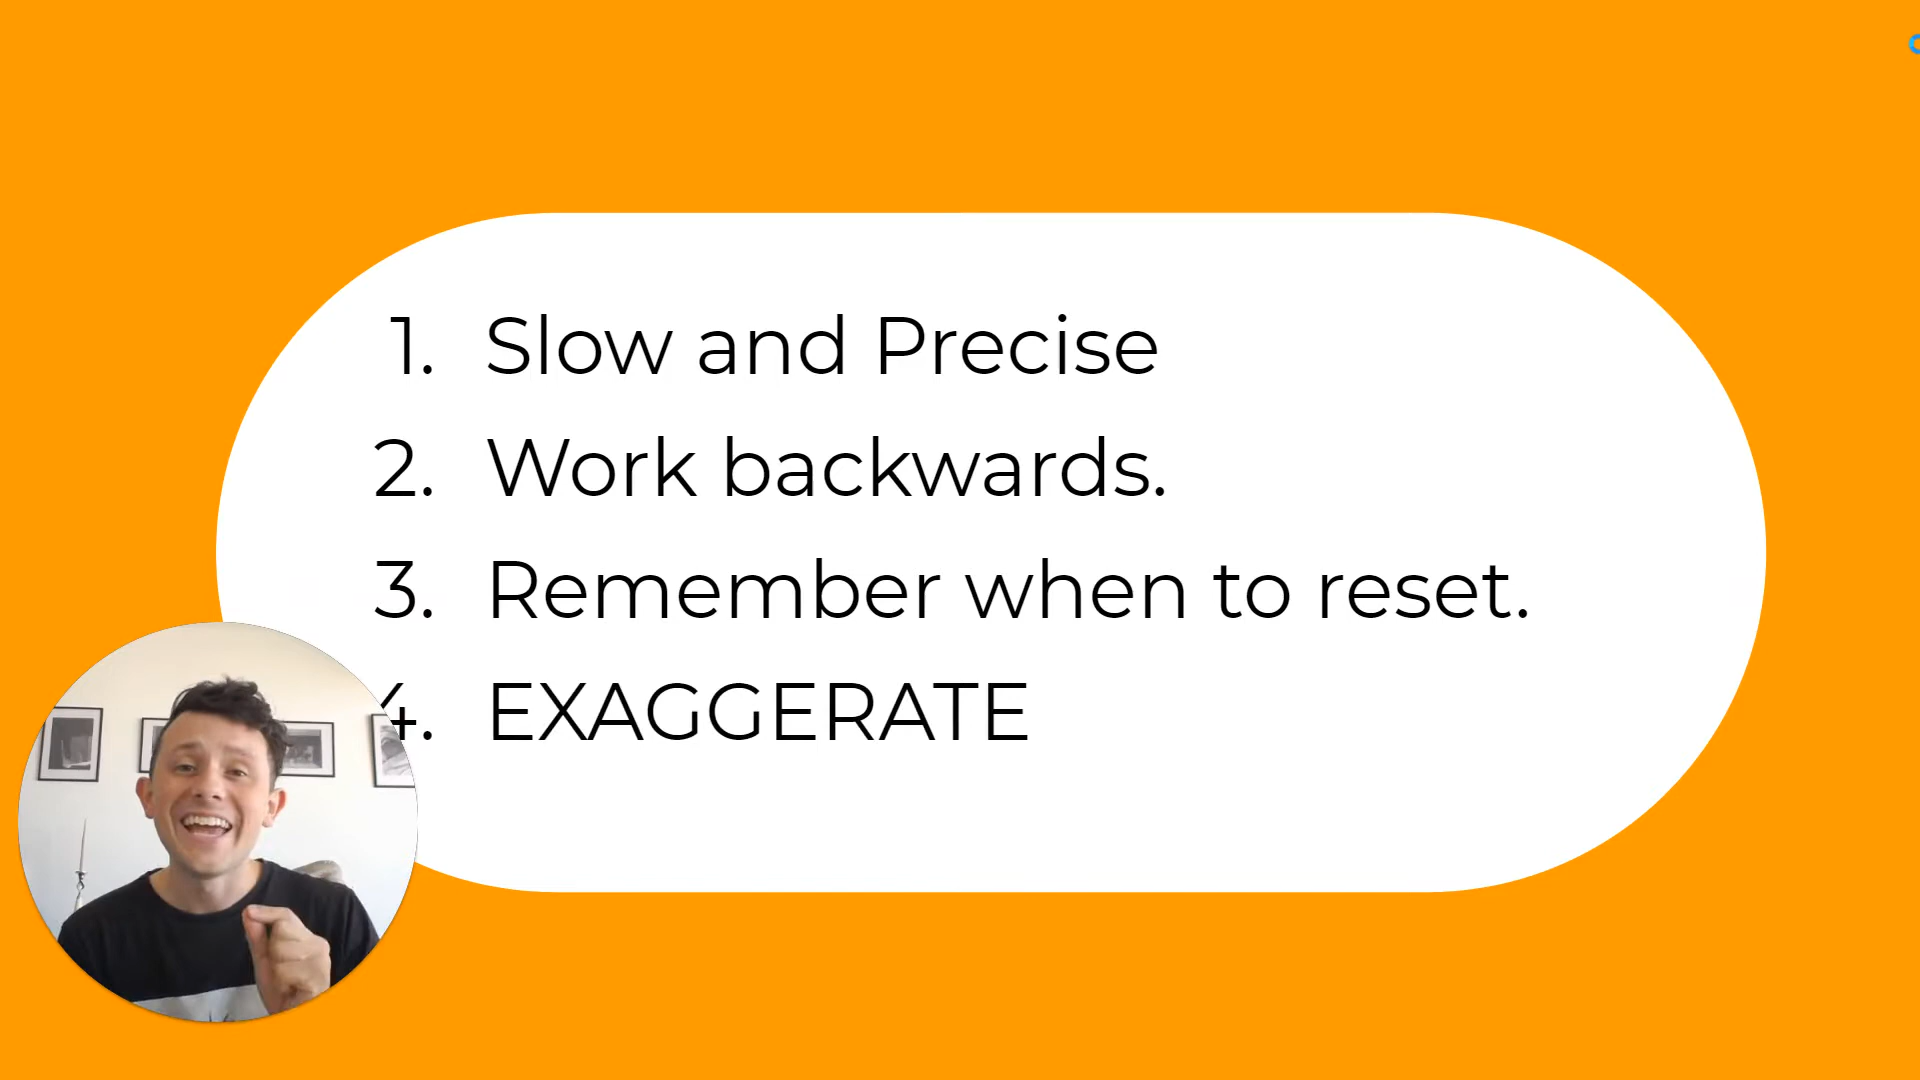 1. Slow and Precise
2. Work backwards.
3. Remember when to reset.
4. EXAGGERATE